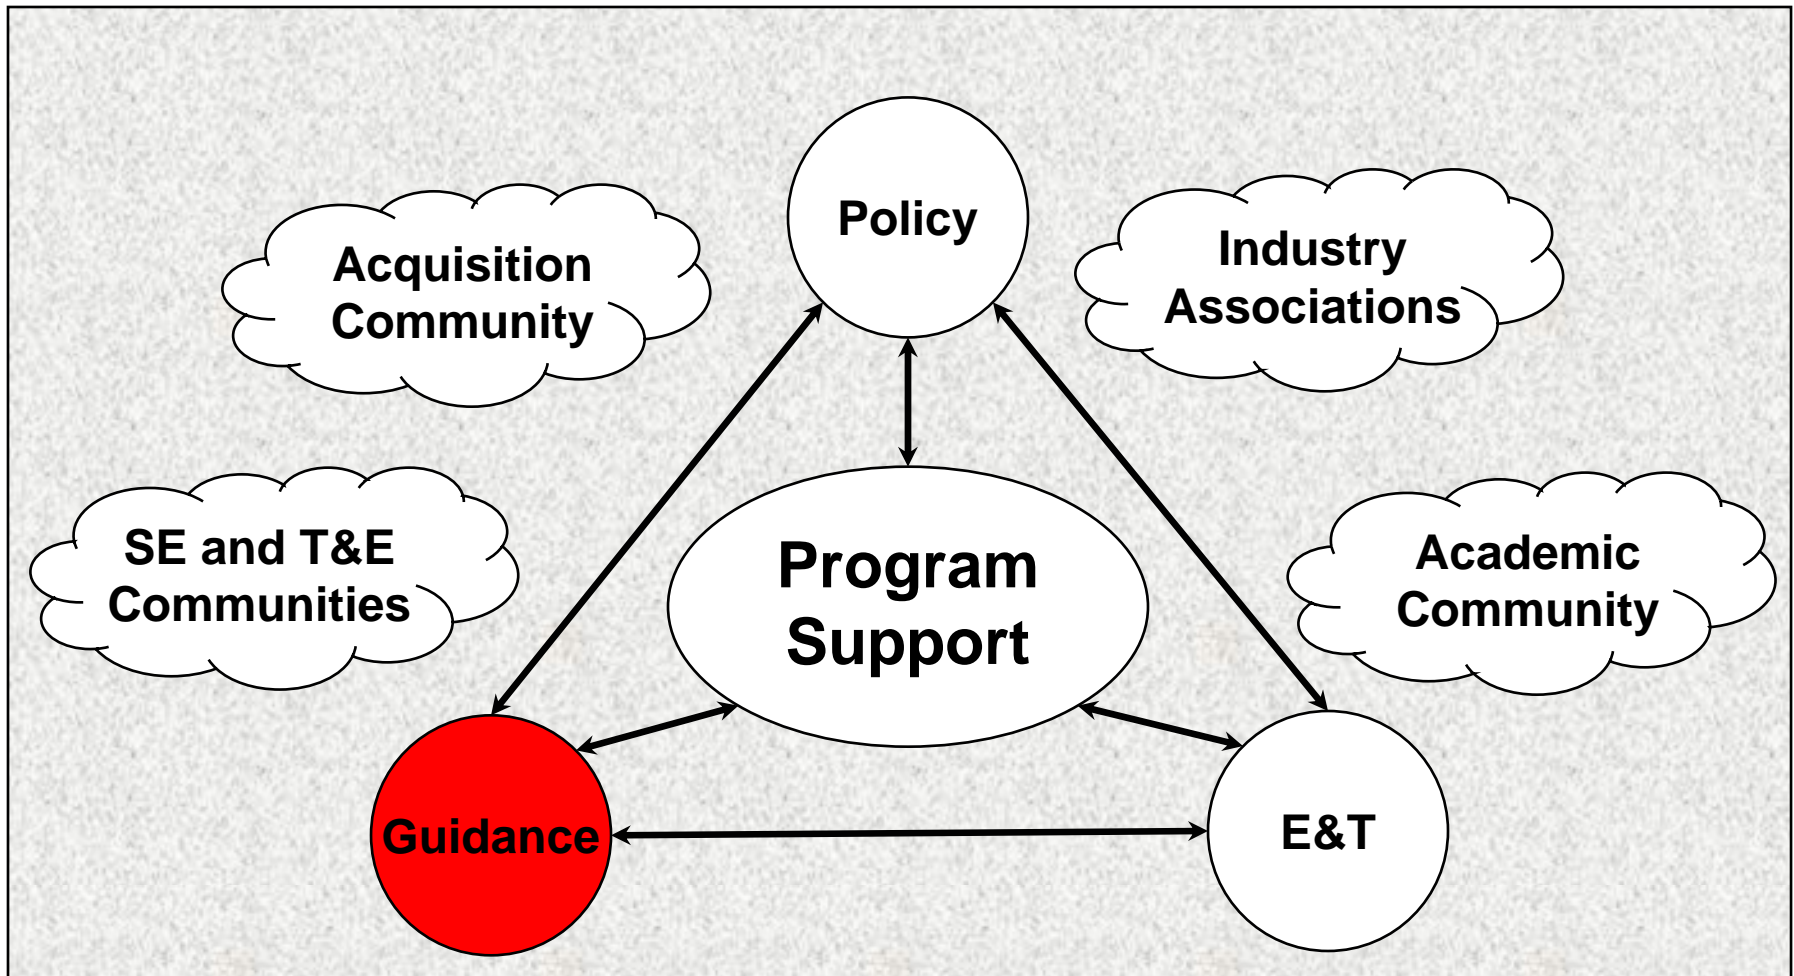 Policy
Acquisition
Community
Industry
Associations
SE and T&E
Communities
Program
Support
Academic
Community
Guidance
E&T